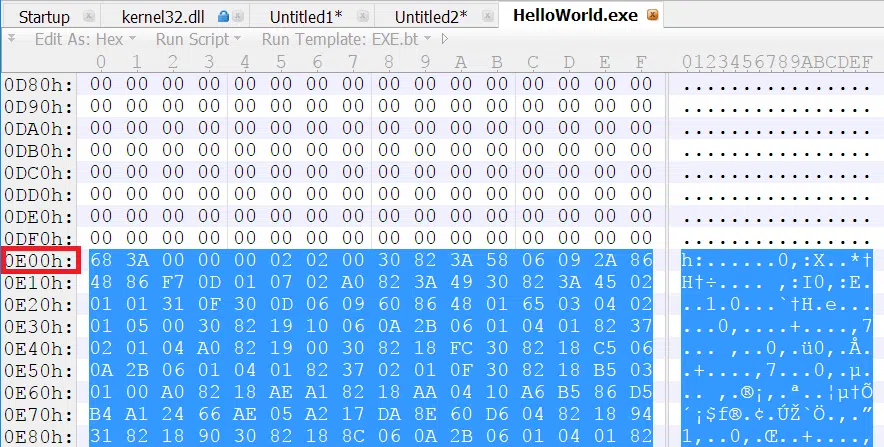 Startup kernel32.dll Untitled1* Untitled2* HelloWorld.exe
Edit As: Hex Run Script Run Template: EXE.bt
0 1 2 3 4 5 6 7 8 9 A B C D E F 0123456789ABCDEF
0D80h: 00 00 00 00 00 00 00 00 00 00 00 00 00 00 00 00 ................
0D90h: 00 00 00 00 00 00 00 00 00 00 00 00 00 00 00 00 ................
0DA0h: 00 00 00 00 00 00 00 00 00 00 00 00 00 00 00 00 ................
0DB0h: 00 00 00 00 00 00 00 00 00 00 00 00 00 00 00 00 ................
0DC0h: 00 00 00 00 00 00 00 00 00 00 00 00 00 00 00 00 ................
0DD0h: 00 00 00 00 00 00 00 00 00 00 00 00 00 00 00 00 ................
0DE0h: 00 00 00 00 00 00 00 00 00 00 00 00 00 00 00 00 ................
0DF0h: 00 00 00 00 00 00 00 00 00 00 00 00 00 00 00 00 ................
0E00h: 68 3A 00 00 00 02 02 00 30 82 3A 58 06 09 2A 86 h:......0‚:X..*†
0E10h: 48 86 F7 0D 01 07 02 A0 82 3A 49 30 82 3A 45 02 H†÷.... ‚:I0‚:E.
0E20h: 01 01 31 0F 30 0D 06 09 60 86 48 01 65 03 04 02 ..1.0...`†H.e...
0E30h: 01 05 00 30 82 19 10 06 0A 2B 06 01 04 01 82 37 ...0‚....+....‚7
0E40h: 02 01 04 A0 82 19 00 30 82 18 FC 30 82 18 C5 06 ... ‚..0‚.ü0‚.Å.
0E50h: 0A 2B 06 01 04 01 82 37 02 01 0F 30 82 18 B5 03 .+....‚7...0‚.µ.
0E60h: 01 00 A0 82 18 AE A1 82 18 AA 04 10 A6 B5 86 D5 .. ‚.®¡‚.ª..¦µ†Õ
0E70h: B4 A1 24 66 AE 05 A2 17 DA 8E 60 D6 04 82 18 94 ´¡$f®.¢.ÚŽ`Ö.‚.”
0E80h: 31 82 18 90 30 82 18 8C 06 0A 2B 06 01 04 01 82 1‚..0‚.Œ..+....‚